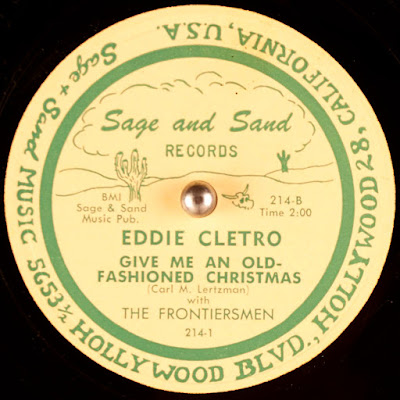 Sage + Sand MUSIC 5653½ HOLLYWOOD BLVD., HOLLYWOOD 28, CALIFORNIA, U.S.A.
Sage and Sand
RECORDS
BMI
Sage & Sand
Music Pub.
214-B
Time 2:00
EDDIE CLETRO
GIVE ME AN OLD-
FASHIONED CHRISTMAS
(Carl M. Lertzman)
with
THE FRONTIERSMEN
214-1